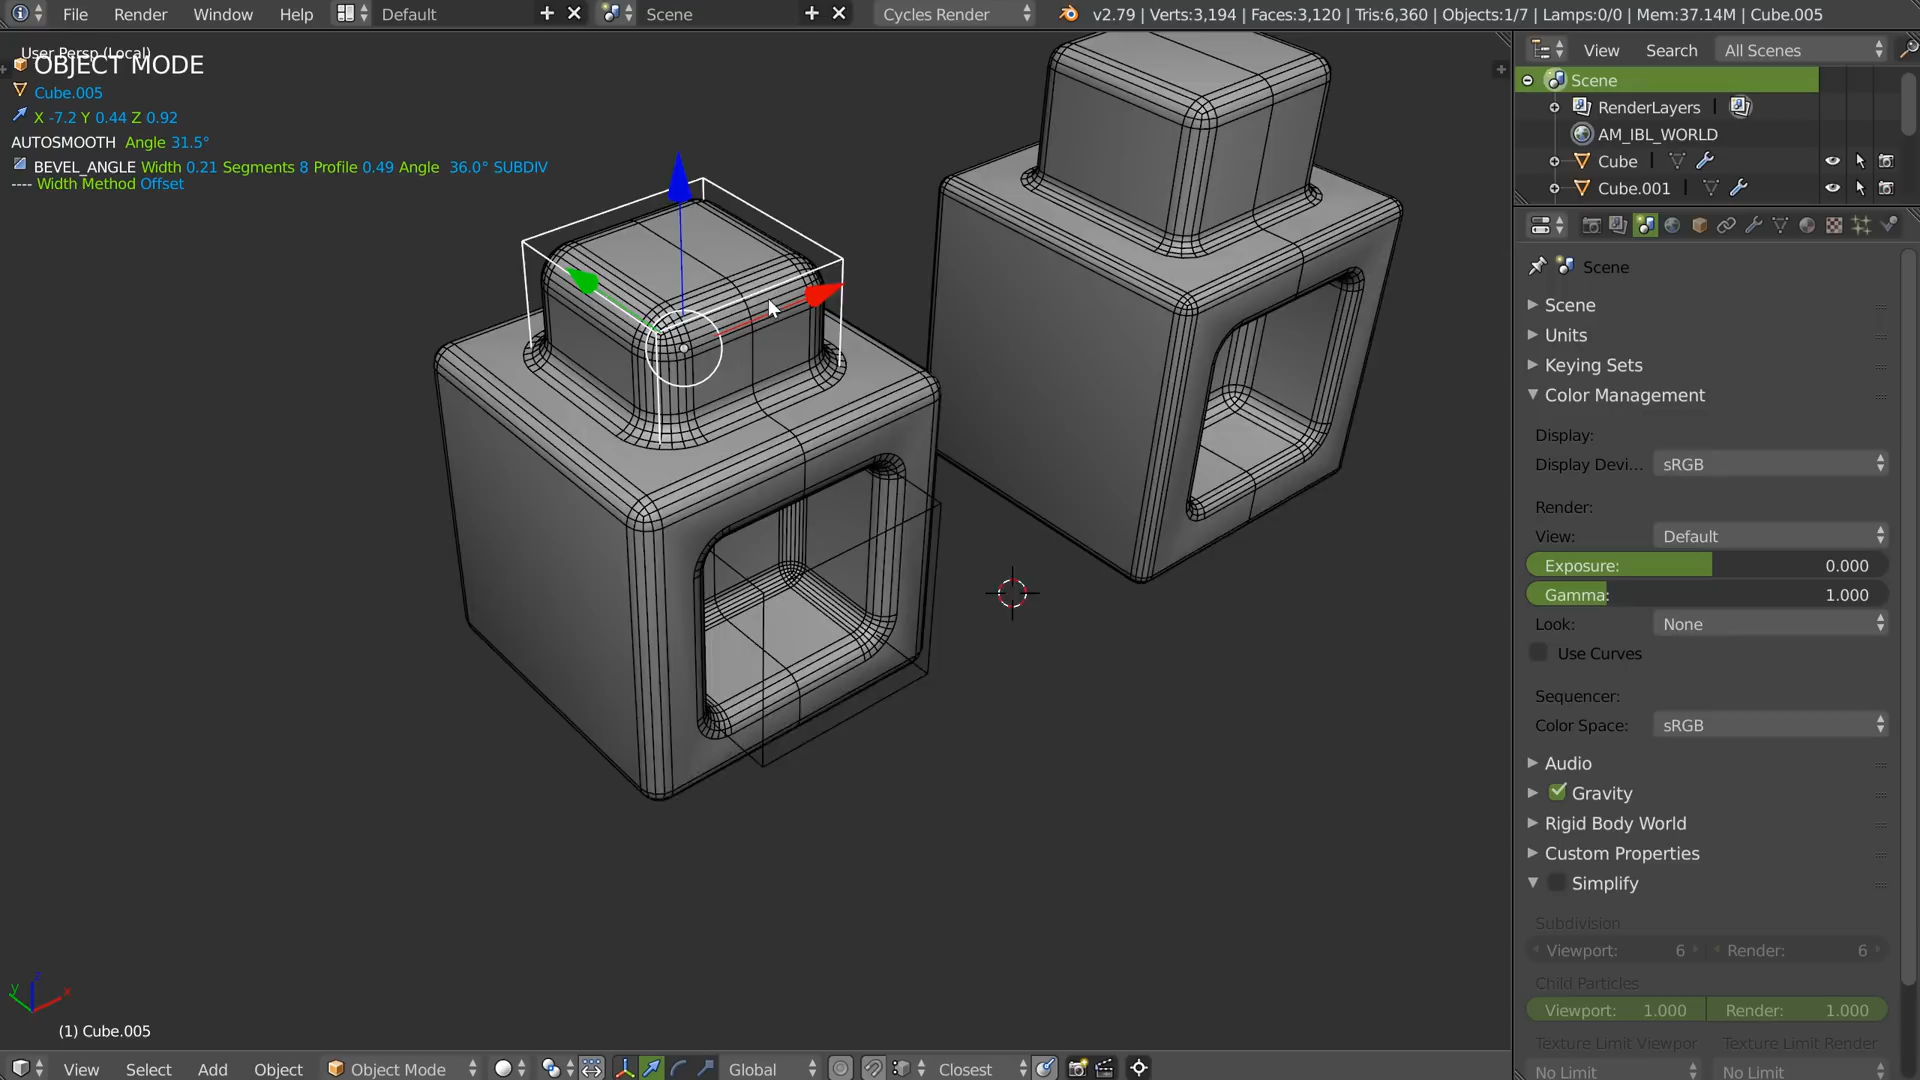 File Render Window Help Default Scene Cycles Render v2.79 | Verts:3,194 | Faces:3,120 | Tris:6,360 | Objects:1/7 | Lamps:0/0 | Mem:37.14M | Cube.005
User Persp (Local)
OBJECT MODE
Cube.005
X -7.2 Y 0.44 Z 0.92
AUTOSMOOTH Angle 31.5°
BEVEL_ANGLE Width 0.21 Segments 8 Profile 0.49 Angle 36.0° SUBDIV
---- Width Method Offset
View Search All Scenes
Scene
RenderLayers
AM_IBL_WORLD
Cube
Cube.001
Scene
Scene
Units
Keying Sets
Color Management
Display:
Display Devi... sRGB
Render:
View: Default
Exposure: 0.000
Gamma: 1.000
Look: None
Use Curves
Sequencer:
Color Space: sRGB
Audio
Gravity
Rigid Body World
Custom Properties
Simplify
Subdivision
Viewport: 6 Render: 6
Child Particles
Viewport: 1.000 Render: 1.000
Texture Limit Viewpor Texture Limit Render
No Limit No Limit
z
y x
(1) Cube.005
View Select Add Object Object Mode Global Closest